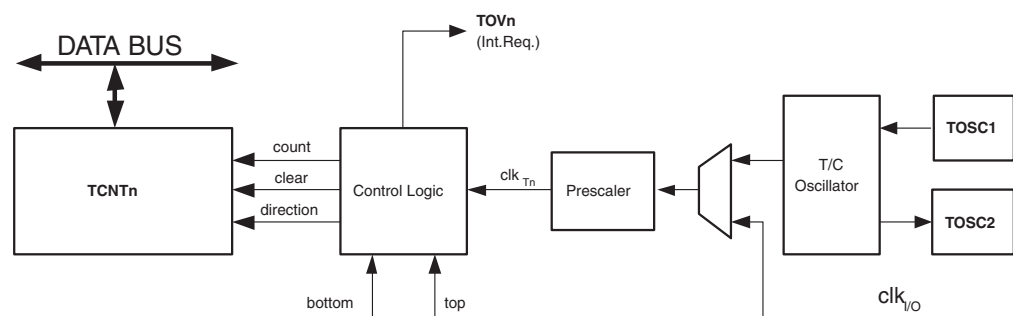 TOVn
(Int.Req.)
DATA BUS
TCNTn
count
clear
direction
Control Logic
clk Tn
Prescaler
T/C
Oscillator
TOSC1
TOSC2
bottom
top
clk I/O